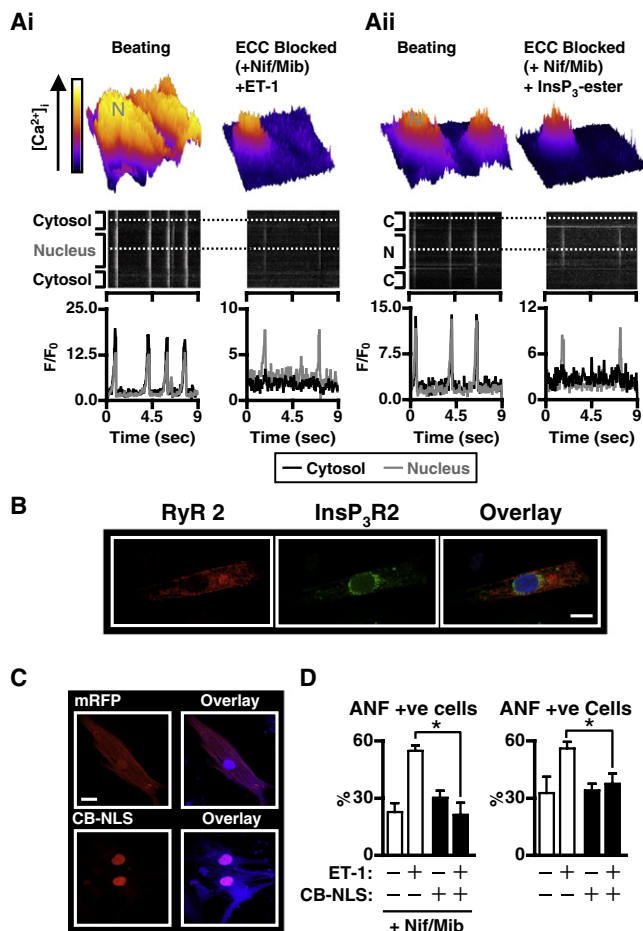 Ai
Aii
Beating
ECC Blocked
(+Nif/Mib)
+ET-1
Beating
ECC Blocked
(+ Nif/Mib)
+ InsP3-ester
[Ca2+]i
N
N
Cytosol
Nucleus
Cytosol
C
N
C
F/F0
25.0
12.5
0.0
0 4.5 9
Time (sec)
10
5
0
0 4.5 9
Time (sec)
F/F0
15.0
7.5
0.0
0 4.5 9
Time (sec)
12
6
0
0 4.5 9
Time (sec)
Cytosol Nucleus
B
RyR 2 InsP3R2 Overlay
C
mRFP Overlay
CB-NLS Overlay
D
ANF +ve cells
*
%
60
30
0
ANF +ve Cells
*
%
60
30
0
ET-1: − + − + − + − +
CB-NLS: − − + + − − + +
+ Nif/Mib